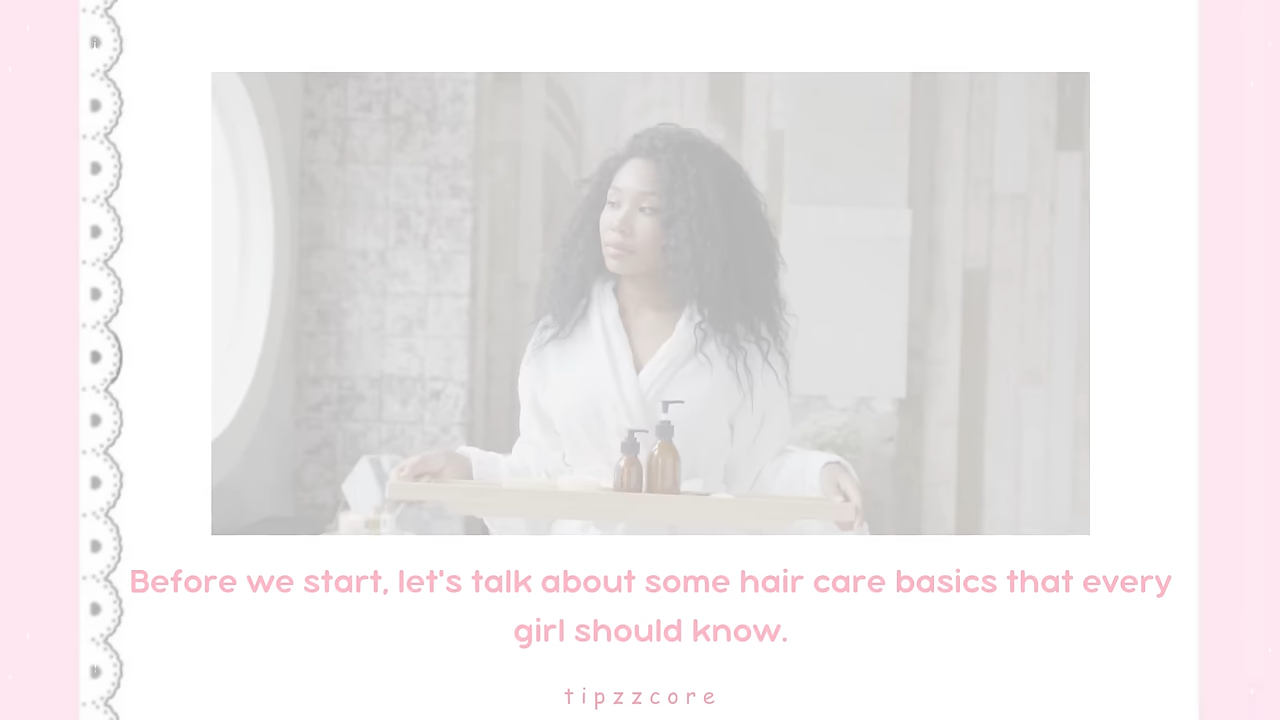 Before we start, let's talk about some hair care basics that every
girl should know.
tipzzcore